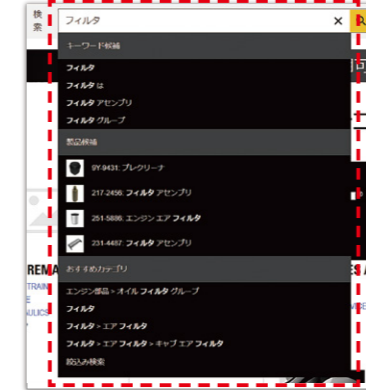 検索
フィルタ ×
キーワード候補
フィルタ
フィルタ は
フィルタ アセンブリ
フィルタ グループ
製品候補
9Y-9431: プレクリーナ
217-2456: フィルタ アセンブリ
251-5886: エンジン エア フィルタ
231-4487: フィルタ アセンブリ
REMA
おすすめカテゴリ
ES A
TRAIN
エンジン部品 > オイル フィルタ グループ
E
フィルタ
AULICS
フィルタ > エア フィルタ
フィルタ > エア フィルタ > キャブ エア フィルタ
絞込み検索